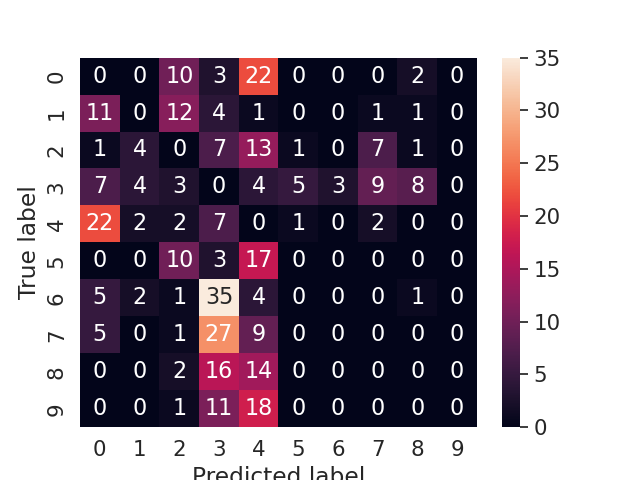 0 0 0 10 3 22 0 0 0 2 0
1 11 0 12 4 1 0 0 1 1 0
2 1 4 0 7 13 1 0 7 1 0
3 7 4 3 0 4 5 3 9 8 0
4 22 2 2 7 0 1 0 2 0 0
5 0 0 10 3 17 0 0 0 0 0
6 5 2 1 35 4 0 0 0 1 0
7 5 0 1 27 9 0 0 0 0 0
8 0 0 2 16 14 0 0 0 0 0
9 0 0 1 11 18 0 0 0 0 0
0 1 2 3 4 5 6 7 8 9
Predicted label
True label
35
30
25
20
15
10
5
0